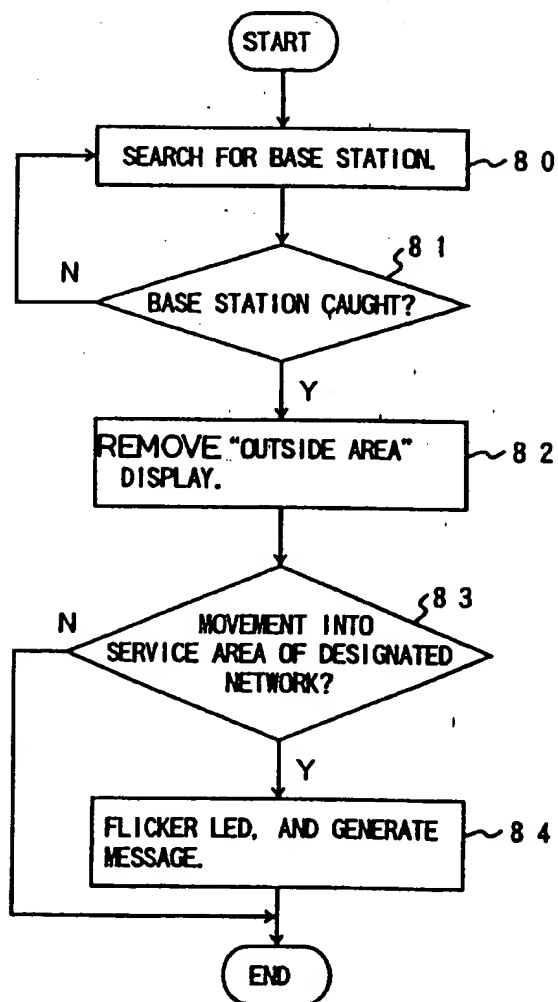 START
SEARCH FOR BASE STATION.
80
81
N
BASE STATION CAUGHT?
Y
REMOVE "OUTSIDE AREA"
DISPLAY.
82
83
N
MOVEMENT INTO
SERVICE AREA OF DESIGNATED
NETWORK?
Y
FLICKER LED, AND GENERATE
MESSAGE.
84
END